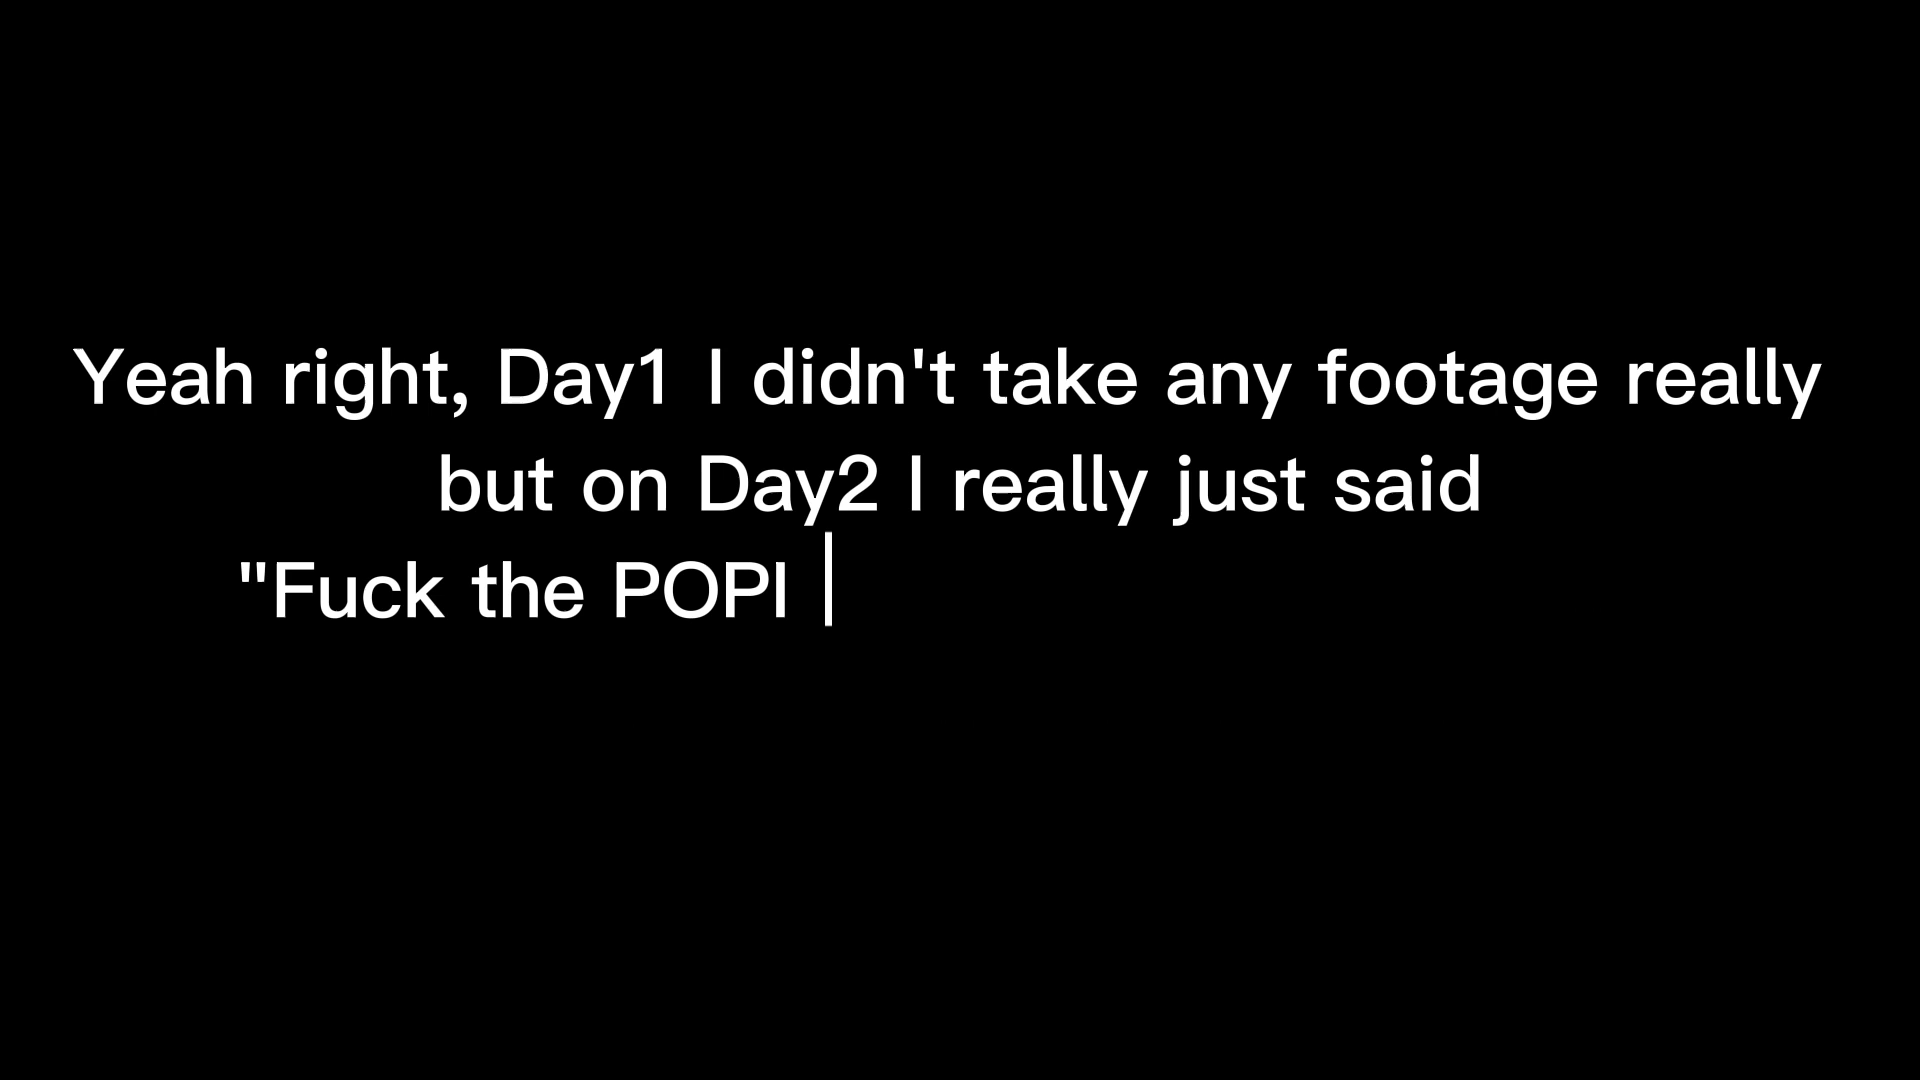 Yeah right, Day1 I didn't take any footage really
but on Day2 I really just said
"Fuck the POPI